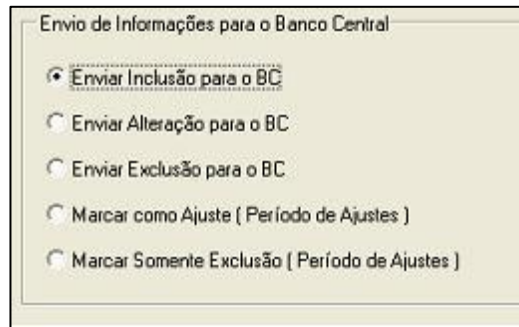 Envio de Informações para o Banco Central
Enviar Inclusão para o BC
Enviar Alteração para o BC
Enviar Exclusão para o BC
Marcar como Ajuste ( Período de Ajustes )
Marcar Somente Exclusão ( Período de Ajustes )